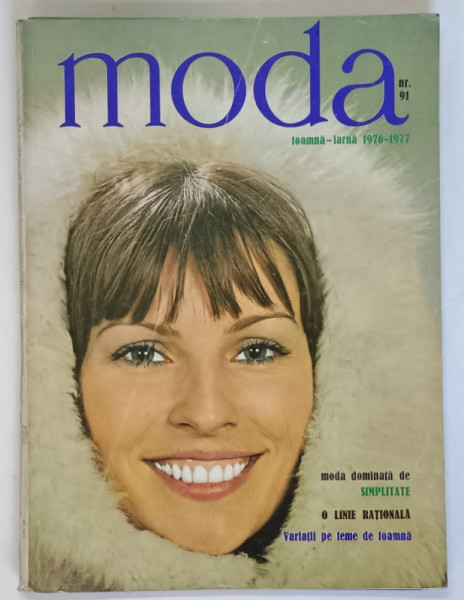 moda
nr.
91
toamnă-iarnă 1976-1977
moda dominată de
SIMPLITATE
O LINIE RAȚIONALĂ
Variații pe teme de toamnă